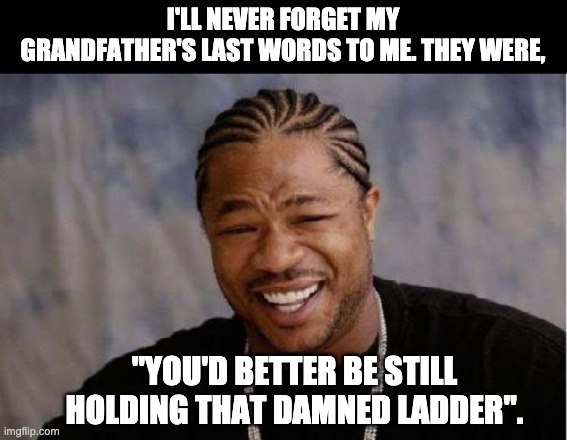 I'LL NEVER FORGET MY
GRANDFATHER'S LAST WORDS TO ME. THEY WERE,
"YOU'D BETTER BE STILL
HOLDING THAT DAMNED LADDER".
imgflip.com